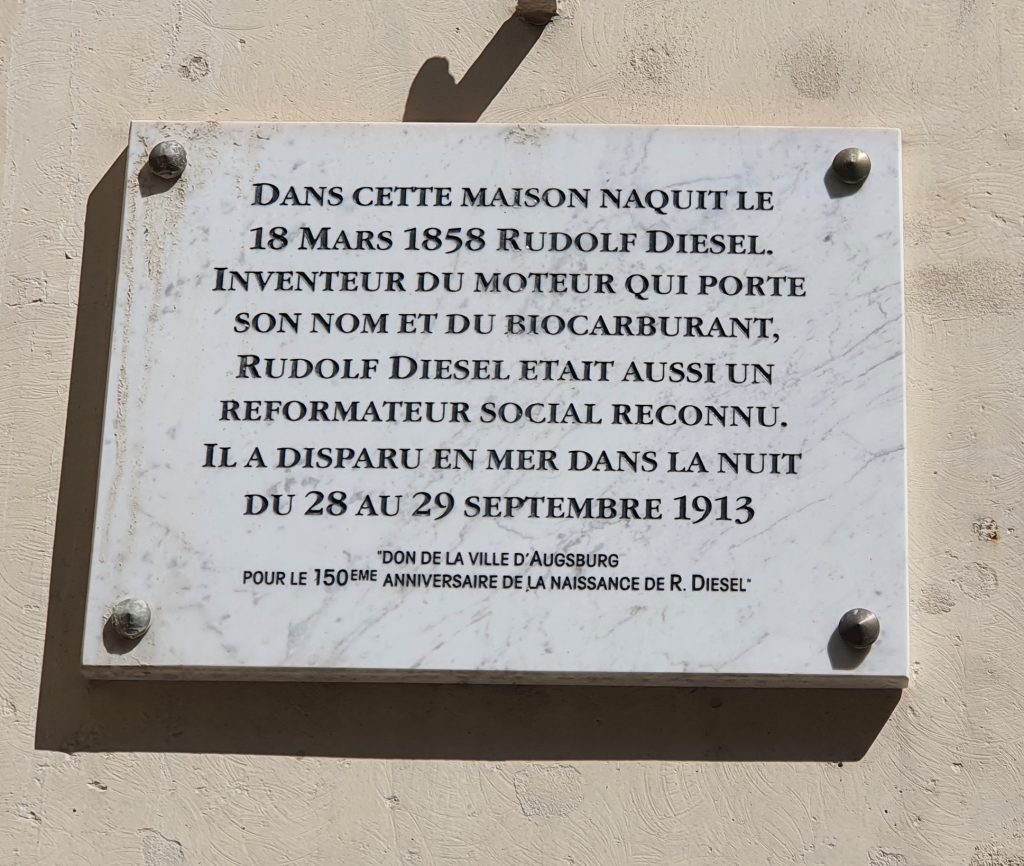 DANS CETTE MAISON NAQUIT LE
18 MARS 1858 RUDOLF DIESEL.
INVENTEUR DU MOTEUR QUI PORTE
SON NOM ET DU BIOCARBURANT,
RUDOLF DIESEL ETAIT AUSSI UN
REFORMATEUR SOCIAL RECONNU.
IL A DISPARU EN MER DANS LA NUIT
DU 28 AU 29 SEPTEMBRE 1913
"DON DE LA VILLE D'AUGSBURG
POUR LE 150EME ANNIVERSAIRE DE LA NAISSANCE DE R. DIESEL"